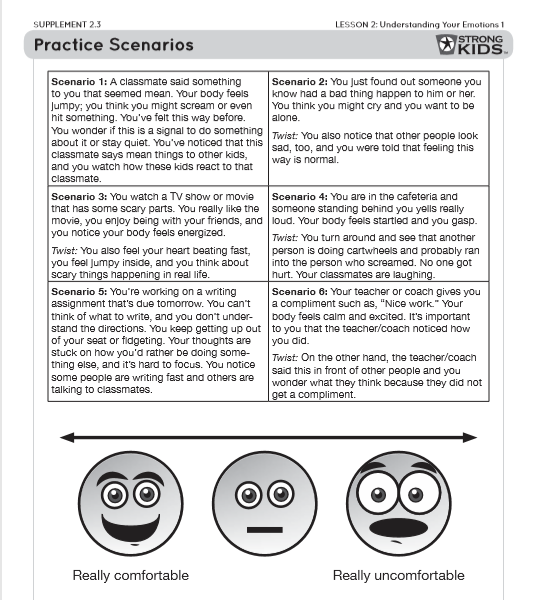 SUPPLEMENT 2.3
LESSON 2: Understanding Your Emotions 1
Practice Scenarios
STRONG
KIDS™
Scenario 1: A classmate said something
to you that seemed mean. Your body feels
jumpy; you think you might scream or even
hit something. You've felt this way before.
You wonder if this is a signal to do something
about it or stay quiet. You've noticed that this
classmate says mean things to other kids,
and you watch how these kids react to that
classmate.
Scenario 2: You just found out someone you
know had a bad thing happen to him or her.
You think you might cry and you want to be
alone.
Twist: You also notice that other people look
sad, too, and you were told that feeling this
way is normal.
Scenario 3: You watch a TV show or movie
that has some scary parts. You really like the
movie, you enjoy being with your friends, and
you notice your body feels energized.
Twist: You also feel your heart beating fast,
you feel jumpy inside, and you think about
scary things happening in real life.
Scenario 4: You are in the cafeteria and
someone standing behind you yells really
loud. Your body feels startled and you gasp.
Twist: You turn around and see that another
person is doing cartwheels and probably ran
into the person who screamed. No one got
hurt. Your classmates are laughing.
Scenario 5: You're working on a writing
assignment that's due tomorrow. You can't
think of what to write, and you don't under-
stand the directions. You keep getting up out
of your seat or fidgeting. Your thoughts are
stuck on how you'd rather be doing some-
thing else, and it's hard to focus. You notice
some people are writing fast and others are
talking to classmates.
Scenario 6: Your teacher or coach gives you
a compliment such as, "Nice work." Your
body feels calm and excited. It's important
to you that the teacher/coach noticed how
you did.
Twist: On the other hand, the teacher/coach
said this in front of other people and you
wonder what they think because they did not
get a compliment.
Really comfortable
Really uncomfortable